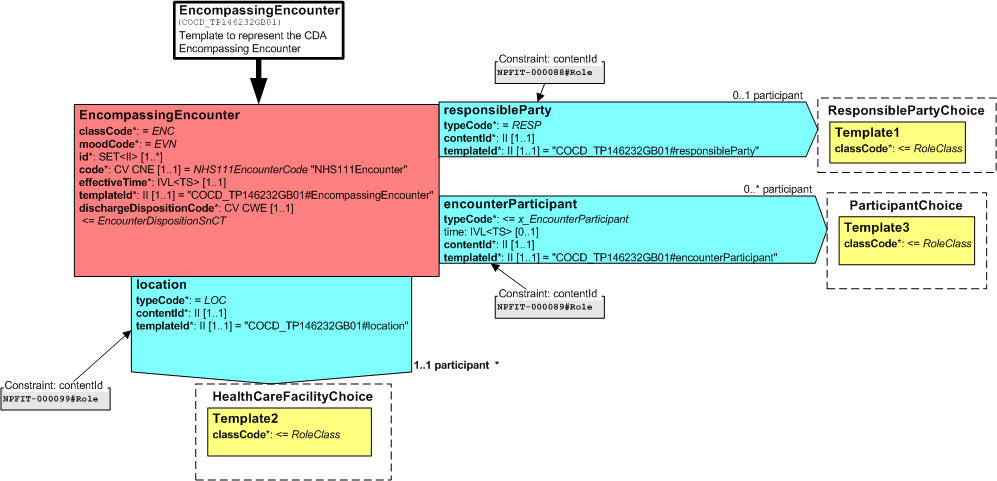 EncompassingEncounter
(COCD_TP146232GB01)
Template to represent the CDA
Encompassing Encounter
EncompassingEncounter
classCode*: = ENC
moodCode*: = EVN
id*: SET<II> [1..*]
code*: CV CNE [1..1] = NHS111EncounterCode "NHS111Encounter"
effectiveTime*: IVL<TS> [1..1]
templateId*: II [1..1] = "COCD_TP146232GB01#EncompassingEncounter"
dischargeDispositionCode*: CV CWE [1..1]
<= EncounterDispositionSnCT
Constraint: contentId
NPFIT-000088#Role
0..1 participant
responsibleParty
typeCode*: = RESP
contentId*: II [1..1]
templateId*: II [1..1] = "COCD_TP146232GB01#responsibleParty"
ResponsiblePartyChoice
Template1
classCode*: <= RoleClass
0..* participant
encounterParticipant
typeCode*: <= x_EncounterParticipant
time: IVL<TS> [0..1]
contentId*: II [1..1]
templateId*: II [1..1] = "COCD_TP146232GB01#encounterParticipant"
ParticipantChoice
Template3
classCode*: <= RoleClass
Constraint: contentId
NPFIT-000089#Role
location
typeCode*: = LOC
contentId*: II [1..1]
templateId*: II [1..1] = "COCD_TP146232GB01#location"
1..1 participant *
Constraint: contentId
NPFIT-000099#Role
HealthCareFacilityChoice
Template2
classCode*: <= RoleClass